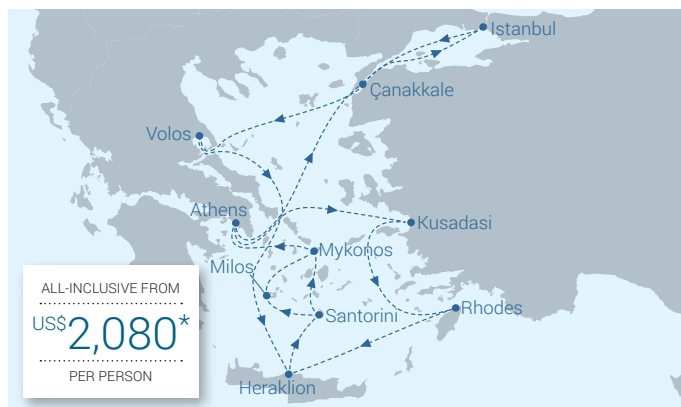 Istanbul
Çanakkale
Volos
Athens
Kusadasi
Mykonos
Milos
Santorini
Rhodes
Heraklion
ALL-INCLUSIVE FROM
US$2,080*
PER PERSON